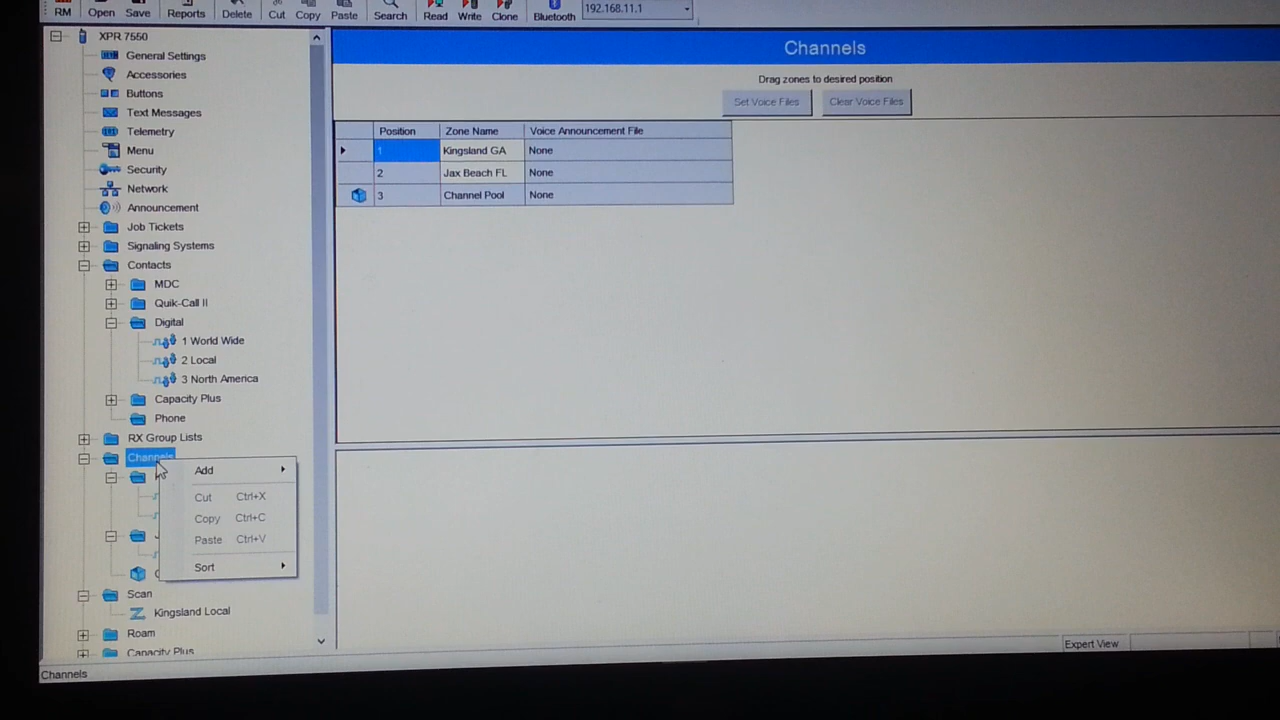 RM Open Save Reports Delete Cut Copy Paste Search Read Write Clone Bluetooth 192.168.11.1
XPR 7550
General Settings
Accessories
Buttons
Text Messages
Telemetry
Menu
Security
Network
Announcement
Job Tickets
Signaling Systems
Contacts
MDC
Quik-Call II
Digital
1 World Wide
2 Local
3 North America
Capacity Plus
Phone
RX Group Lists
Channels
Add
Cut Ctrl+X
Copy Ctrl+C
Paste Ctrl+V
Sort
Scan
Kingsland Local
Roam
Capacity Plus
Channels
Channels
Drag zones to desired position
Set Voice Files Clear Voice Files
Position Zone Name Voice Announcement File
1 Kingsland GA None
2 Jax Beach FL None
3 Channel Pool None
Expert View